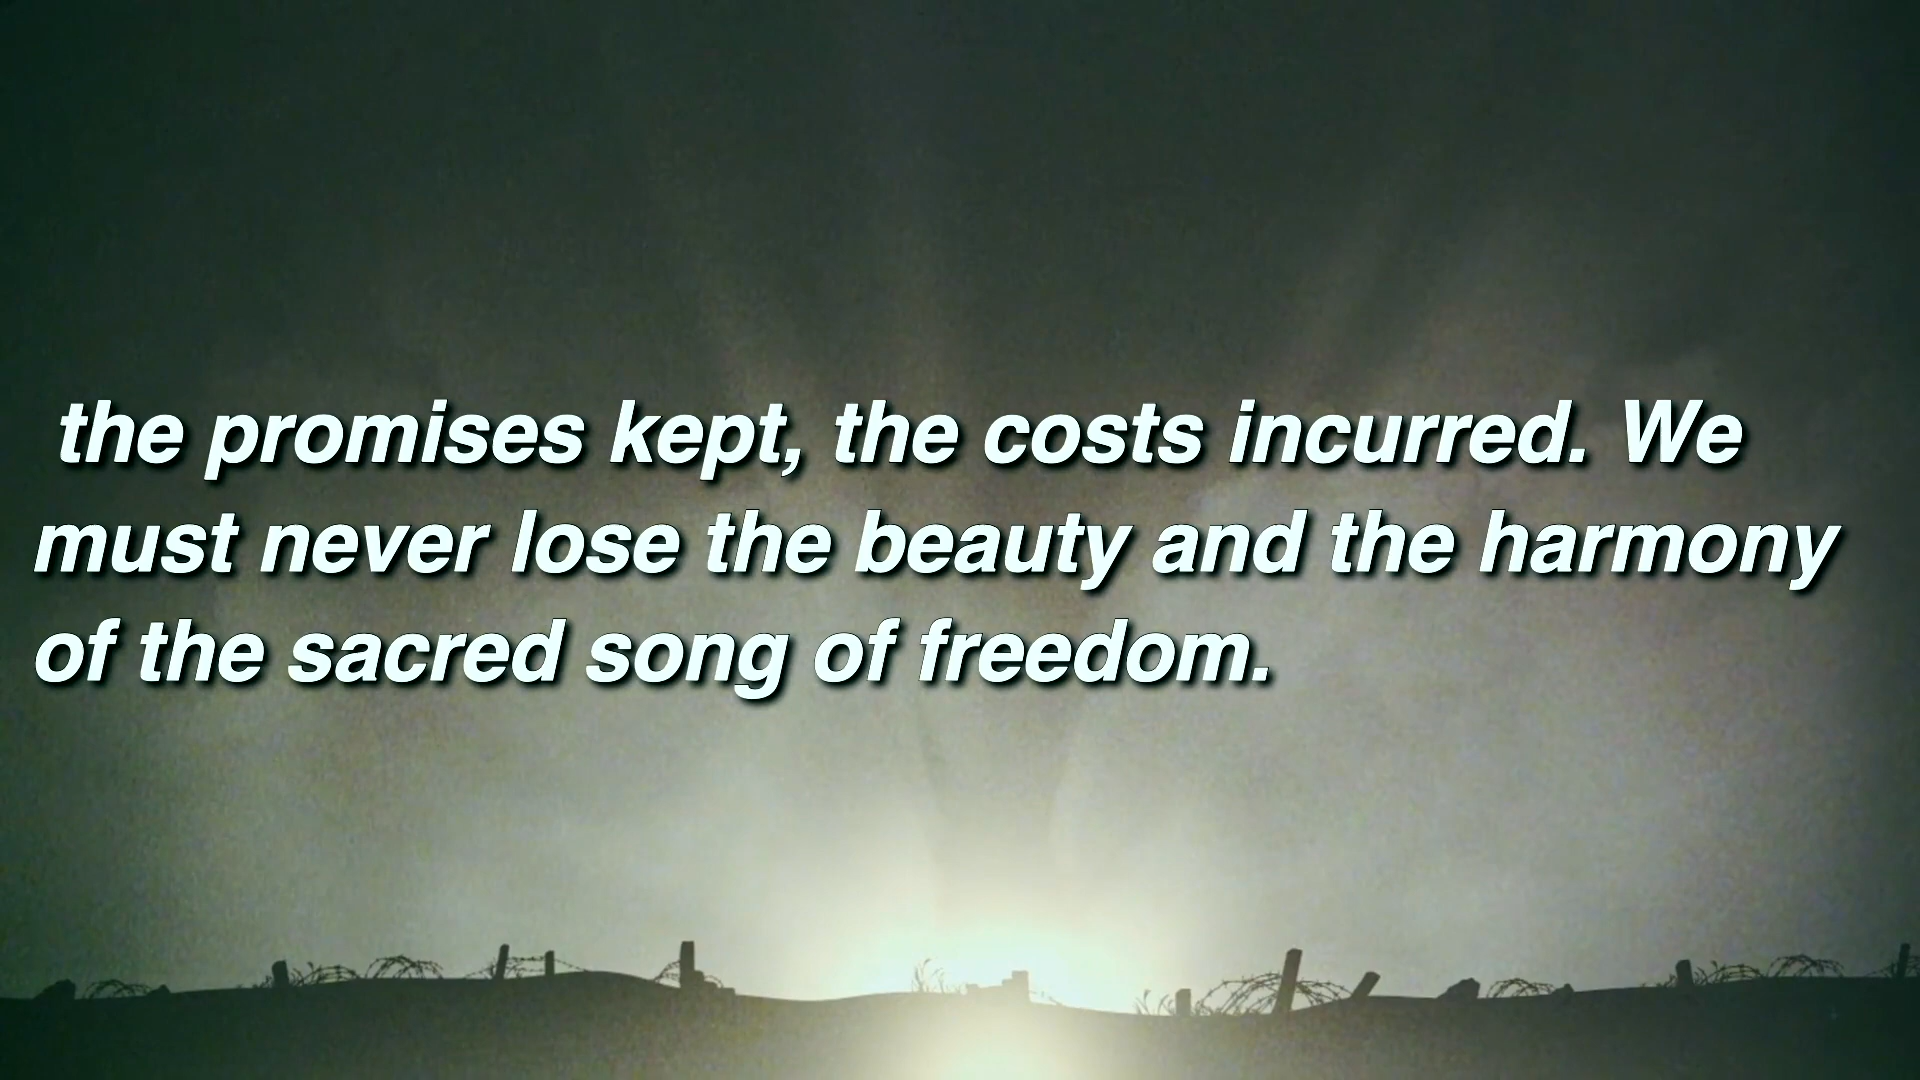 the promises kept, the costs incurred. We
must never lose the beauty and the harmony
of the sacred song of freedom.